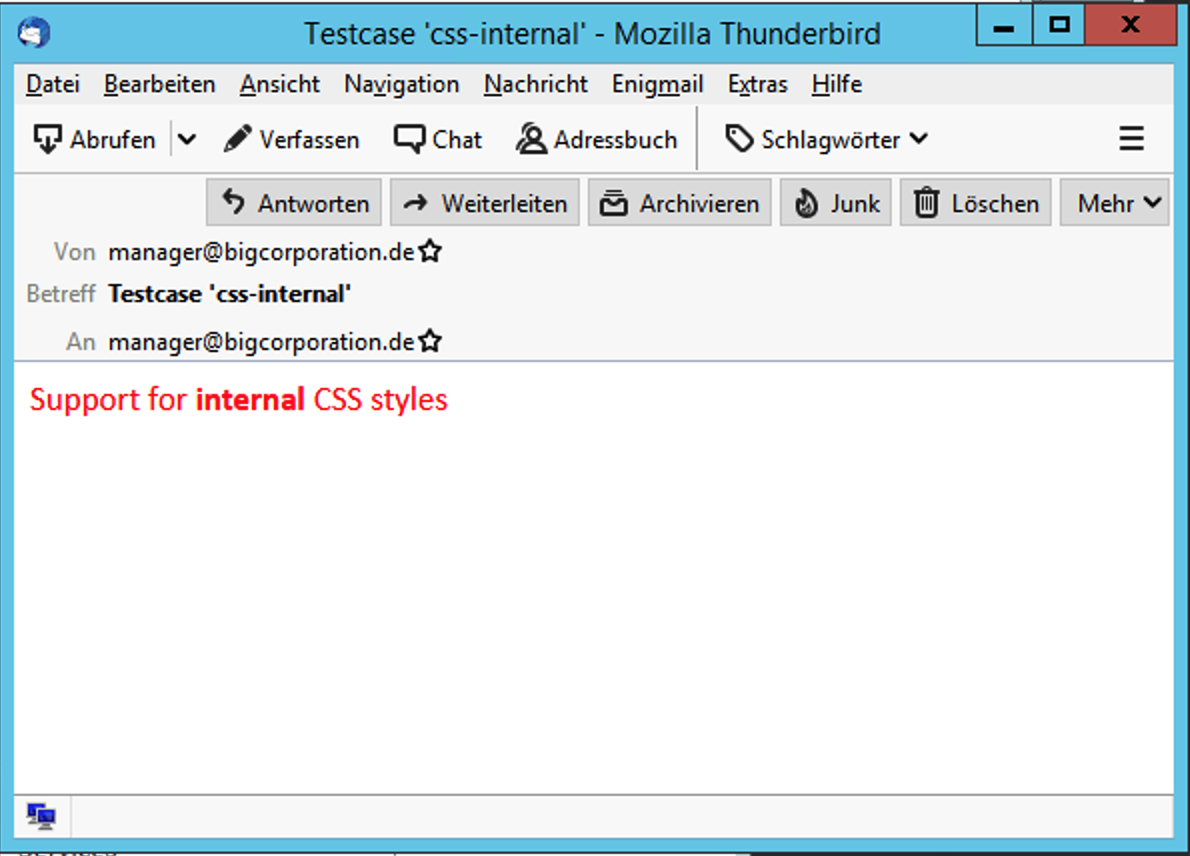 Testcase 'css-internal' - Mozilla Thunderbird
Datei Bearbeiten Ansicht Navigation Nachricht Enigmail Extras Hilfe
Abrufen Verfassen Chat Adressbuch Schlagwörter
Antworten Weiterleiten Archivieren Junk Löschen Mehr
Von manager@bigcorporation.de
Betreff Testcase 'css-internal'
An manager@bigcorporation.de
Support for internal CSS styles